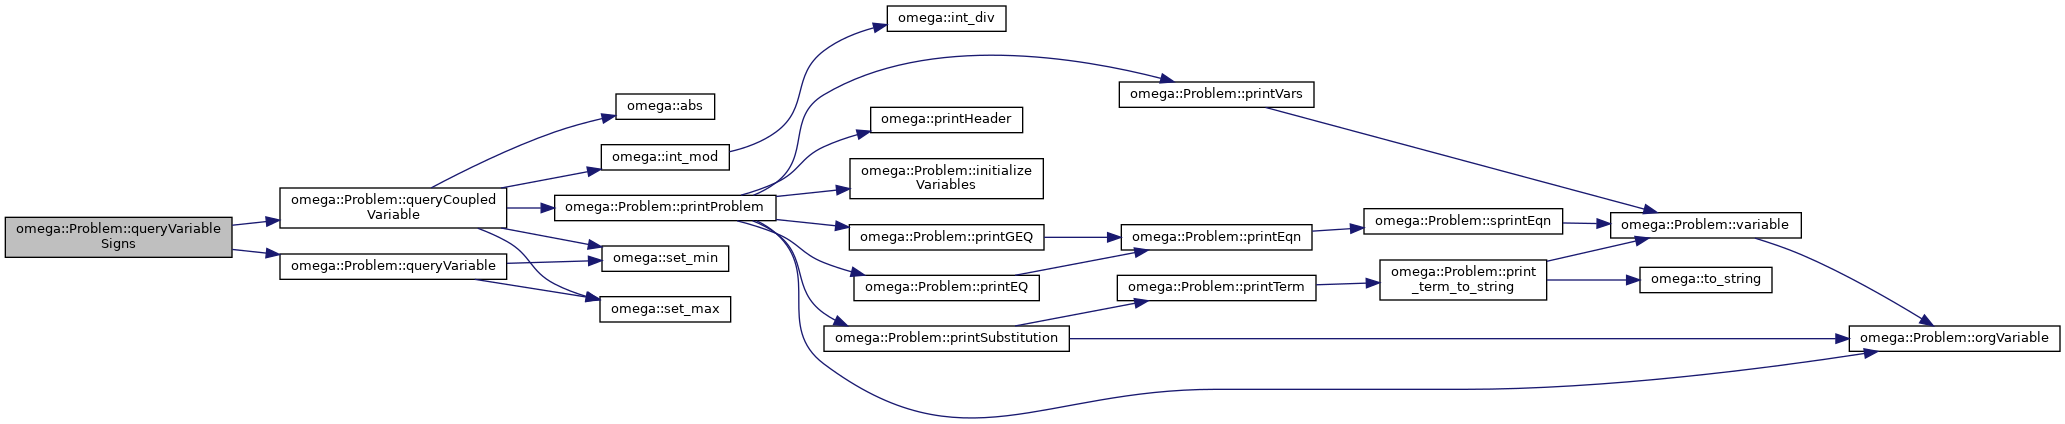 omega::Problem::queryVariable
Signs
omega::Problem::queryCoupled
Variable
omega::Problem::queryVariable
omega::abs
omega::int_mod
omega::Problem::printProblem
omega::set_min
omega::set_max
omega::int_div
omega::printHeader
omega::Problem::initialize
Variables
omega::Problem::printGEQ
omega::Problem::printEQ
omega::Problem::printSubstitution
omega::Problem::printVars
omega::Problem::printEqn
omega::Problem::printTerm
omega::Problem::sprintEqn
omega::Problem::print
_term_to_string
omega::Problem::variable
omega::to_string
omega::Problem::orgVariable